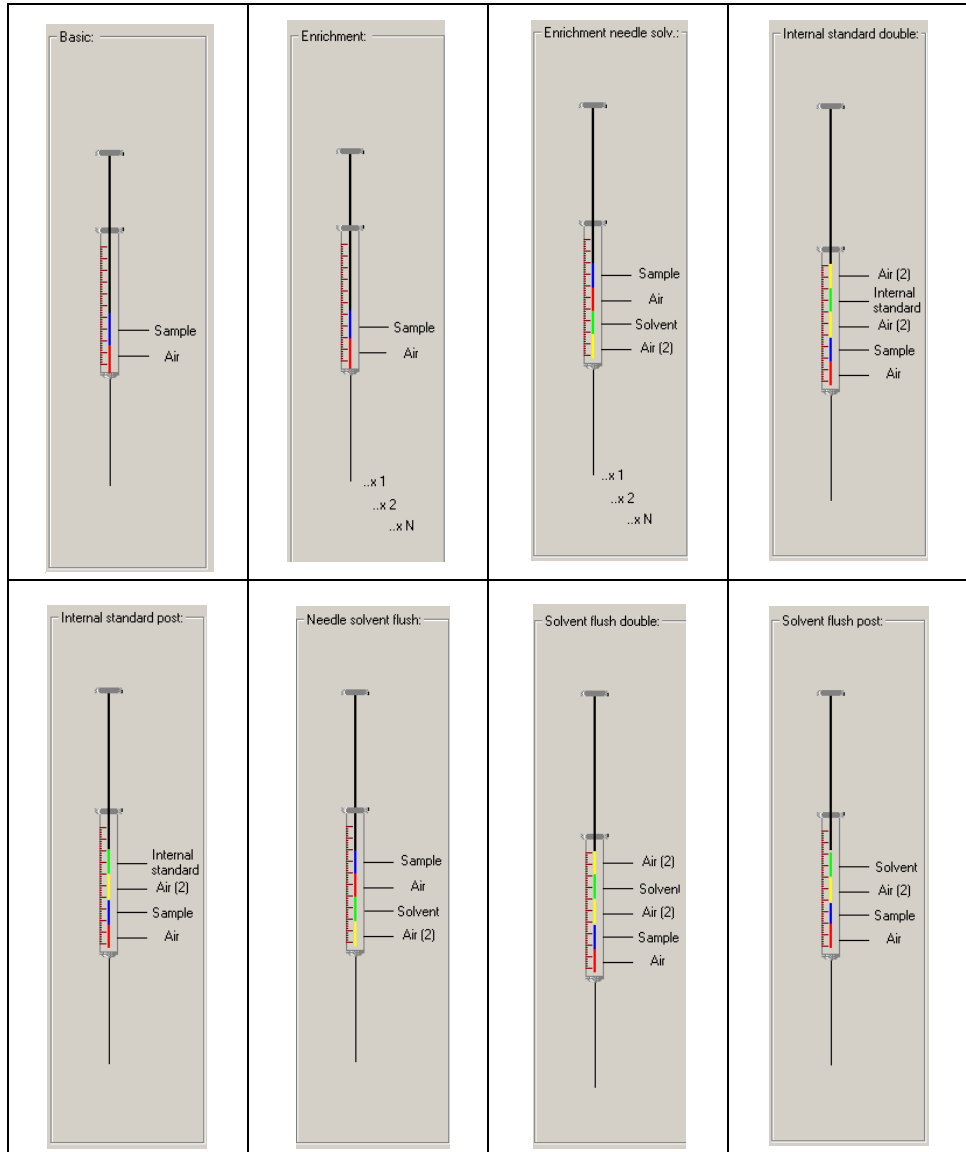 Basic:
Sample
Air
Enrichment:
Sample
Air
..x 1
..x 2
..x N
Enrichment needle solv.:
Sample
Air
Solvent
Air (2)
..x 1
..x 2
..x N
Internal standard double:
Air (2)
Internal
standard
Air (2)
Sample
Air
Internal standard post:
Internal
standard
Air (2)
Sample
Air
Needle solvent flush:
Sample
Air
Solvent
Air (2)
Solvent flush double:
Air (2)
Solvent
Air (2)
Sample
Air
Solvent flush post:
Solvent
Air (2)
Sample
Air